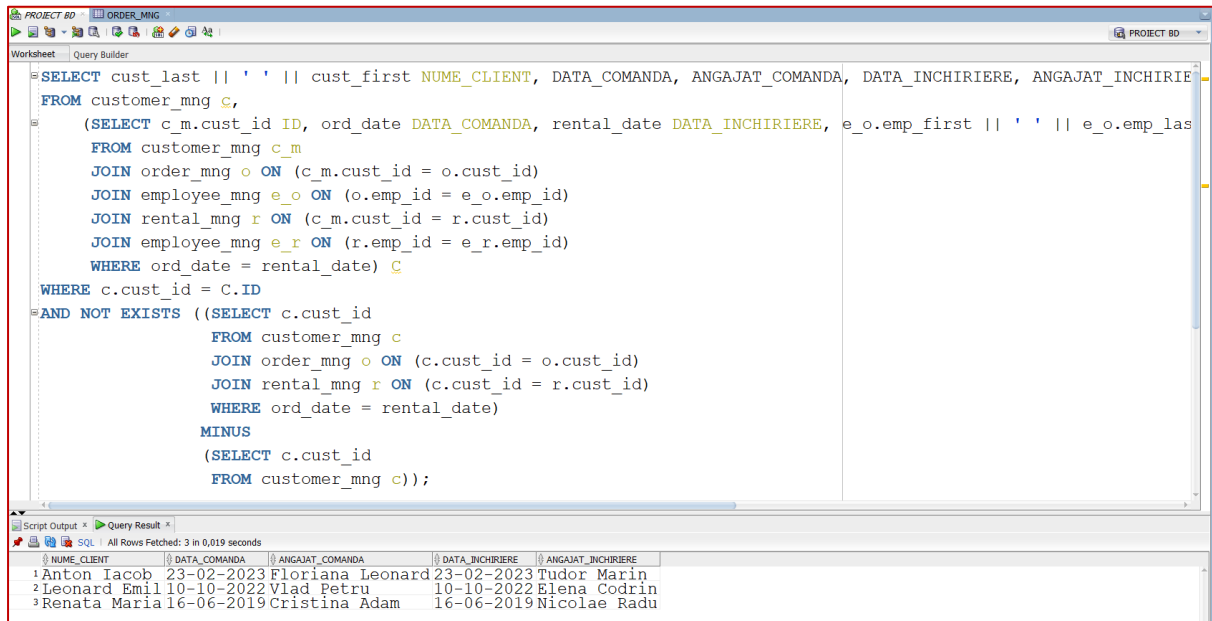 PROIECT BD ORDER_MNG
PROIECT BD
Worksheet Query Builder
SELECT cust_last || ' ' || cust_first NUME_CLIENT, DATA_COMANDA, ANGAJAT_COMANDA, DATA_INCHIRIERE, ANGAJAT_INCHIRIE
FROM customer_mng c,
(SELECT c_m.cust_id ID, ord_date DATA_COMANDA, rental_date DATA_INCHIRIERE, e_o.emp_first || ' ' || e_o.emp_las
FROM customer_mng c_m
JOIN order_mng o ON (c_m.cust_id = o.cust_id)
JOIN employee_mng e_o ON (o.emp_id = e_o.emp_id)
JOIN rental_mng r ON (c_m.cust_id = r.cust_id)
JOIN employee_mng e_r ON (r.emp_id = e_r.emp_id)
WHERE ord_date = rental_date) C
WHERE c.cust_id = C.ID
AND NOT EXISTS ((SELECT c.cust_id
FROM customer_mng c
JOIN order_mng o ON (c.cust_id = o.cust_id)
JOIN rental_mng r ON (c.cust_id = r.cust_id)
WHERE ord_date = rental_date)
MINUS
(SELECT c.cust_id
FROM customer_mng c));
Script Output x Query Result x
SQL | All Rows Fetched: 3 in 0,019 seconds
NUME_CLIENT DATA_COMANDA ANGAJAT_COMANDA DATA_INCHIRIERE ANGAJAT_INCHIRIERE
1 Anton Iacob 23-02-2023 Floriana Leonard 23-02-2023 Tudor Marin
2 Leonard Emil 10-10-2022 Vlad Petru 10-10-2022 Elena Codrin
3 Renata Maria 16-06-2019 Cristina Adam 16-06-2019 Nicolae Radu